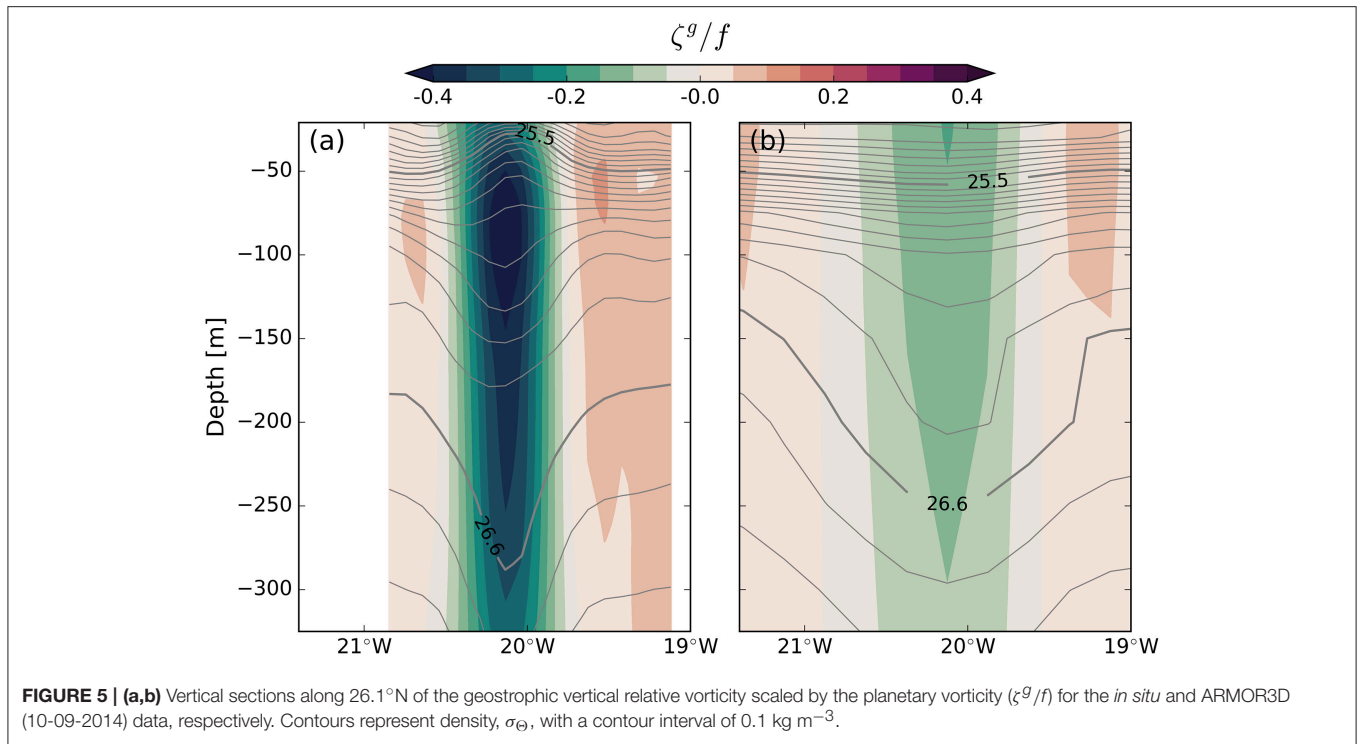 ζ^g/f
-0.4 -0.2 -0.0 0.2 0.4
(a) (b)
25.5 25.5
26.6 26.6
Depth [m]
−50
−100
−150
−200
−250
−300
21°W 20°W 19°W 21°W 20°W 19°W
FIGURE 5 | (a,b) Vertical sections along 26.1°N of the geostrophic vertical relative vorticity scaled by the planetary vorticity (ζ^g/f) for the in situ and ARMOR3D
(10-09-2014) data, respectively. Contours represent density, σ_Θ, with a contour interval of 0.1 kg m⁻³.